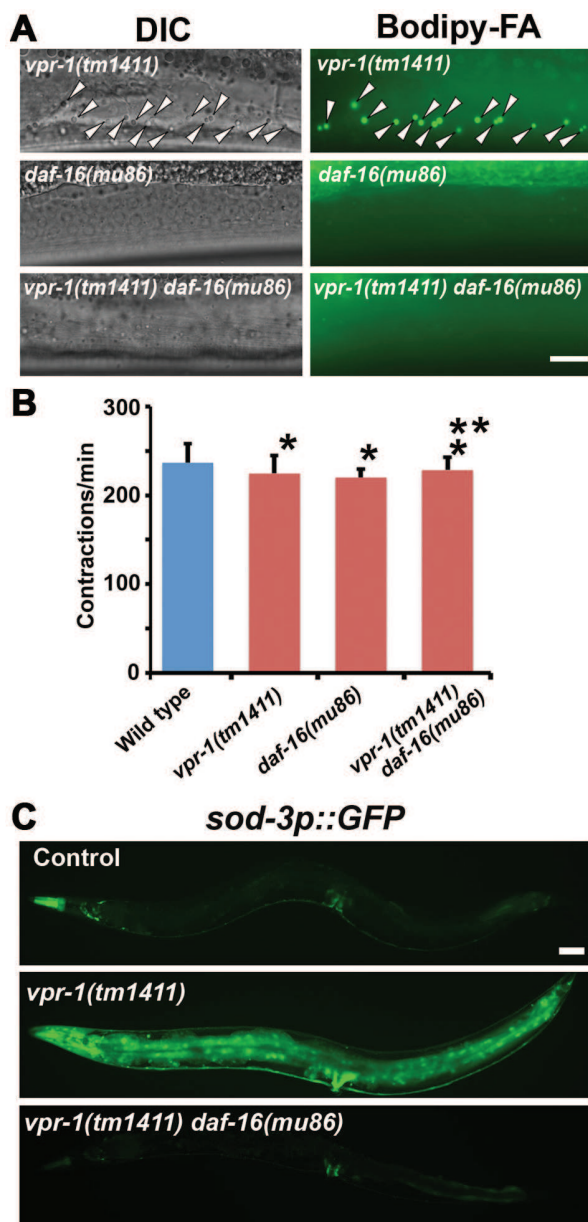 A
DIC
Bodipy-FA
vpr-1(tm1411)
vpr-1(tm1411)
daf-16(mu86)
daf-16(mu86)
vpr-1(tm1411) daf-16(mu86)
vpr-1(tm1411) daf-16(mu86)
B
300
200
100
0
Contractions/min
*
*
**
*
Wild type
vpr-1(tm1411)
daf-16(mu86)
vpr-1(tm1411)
daf-16(mu86)
C
sod-3p::GFP
Control
vpr-1(tm1411)
vpr-1(tm1411) daf-16(mu86)